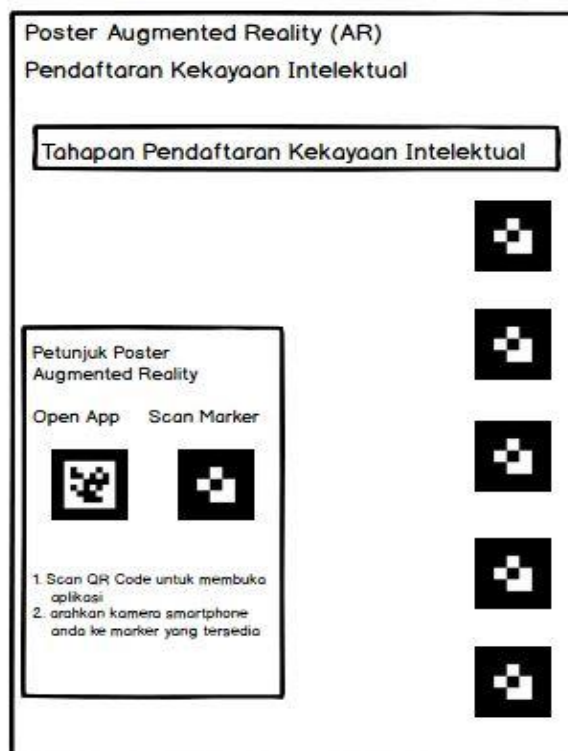 Poster Augmented Reality (AR)
Pendaftaran Kekayaan Intelektual
Tahapan Pendaftaran Kekayaan Intelektual
Petunjuk Poster
Augmented Reality
Open App Scan Marker
1. Scan QR Code untuk membuka
aplikasi
2. arahkan kamera smartphone
anda ke marker yang tersedia